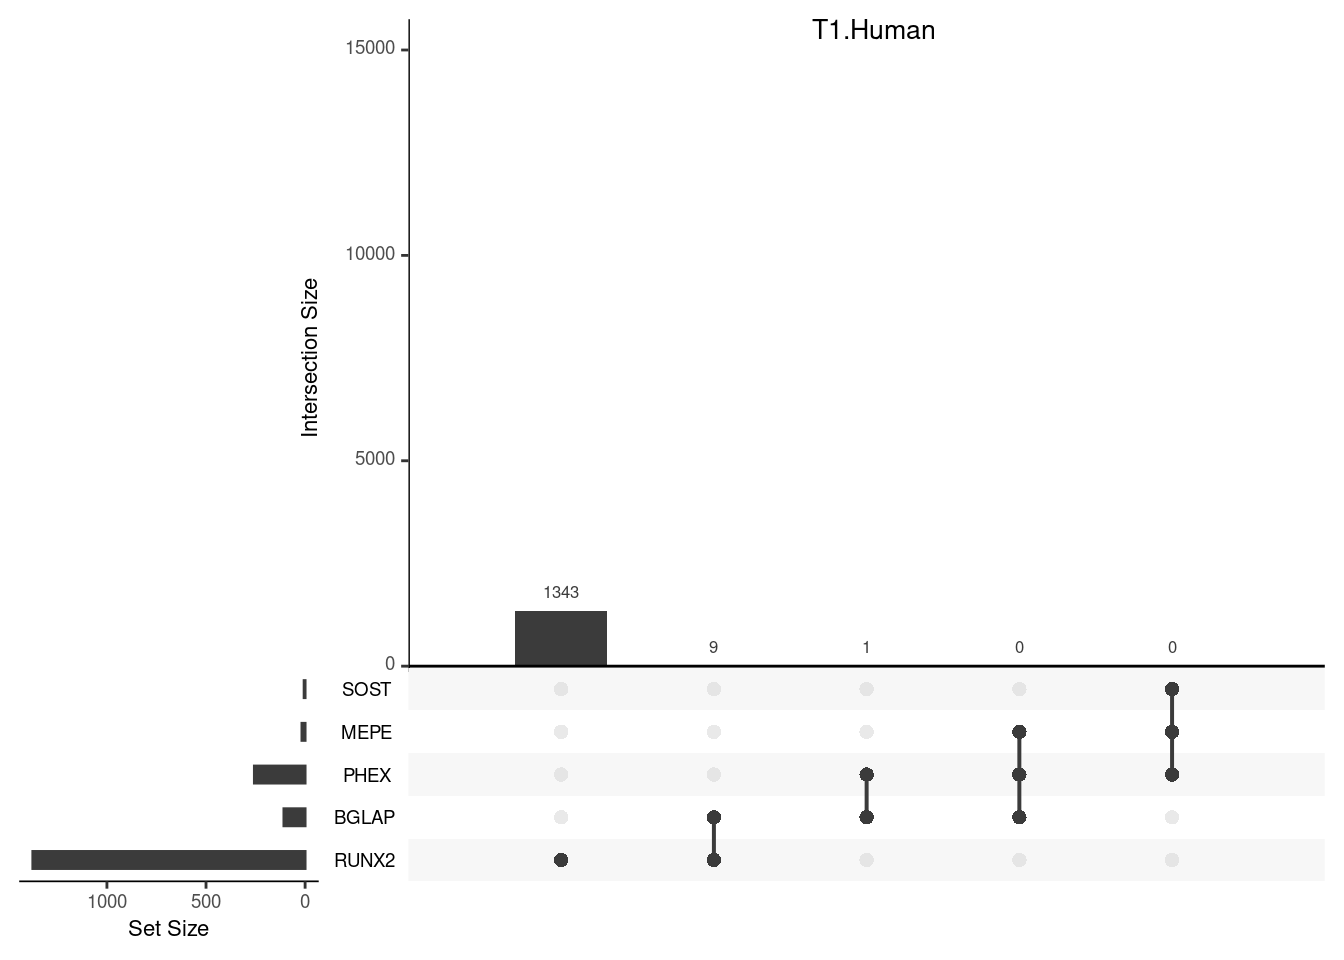 T1.Human
15000
10000
5000
0
Intersection Size
1343
9
1
0
0
SOST
MEPE
PHEX
BGLAP
RUNX2
1000
500
0
Set Size